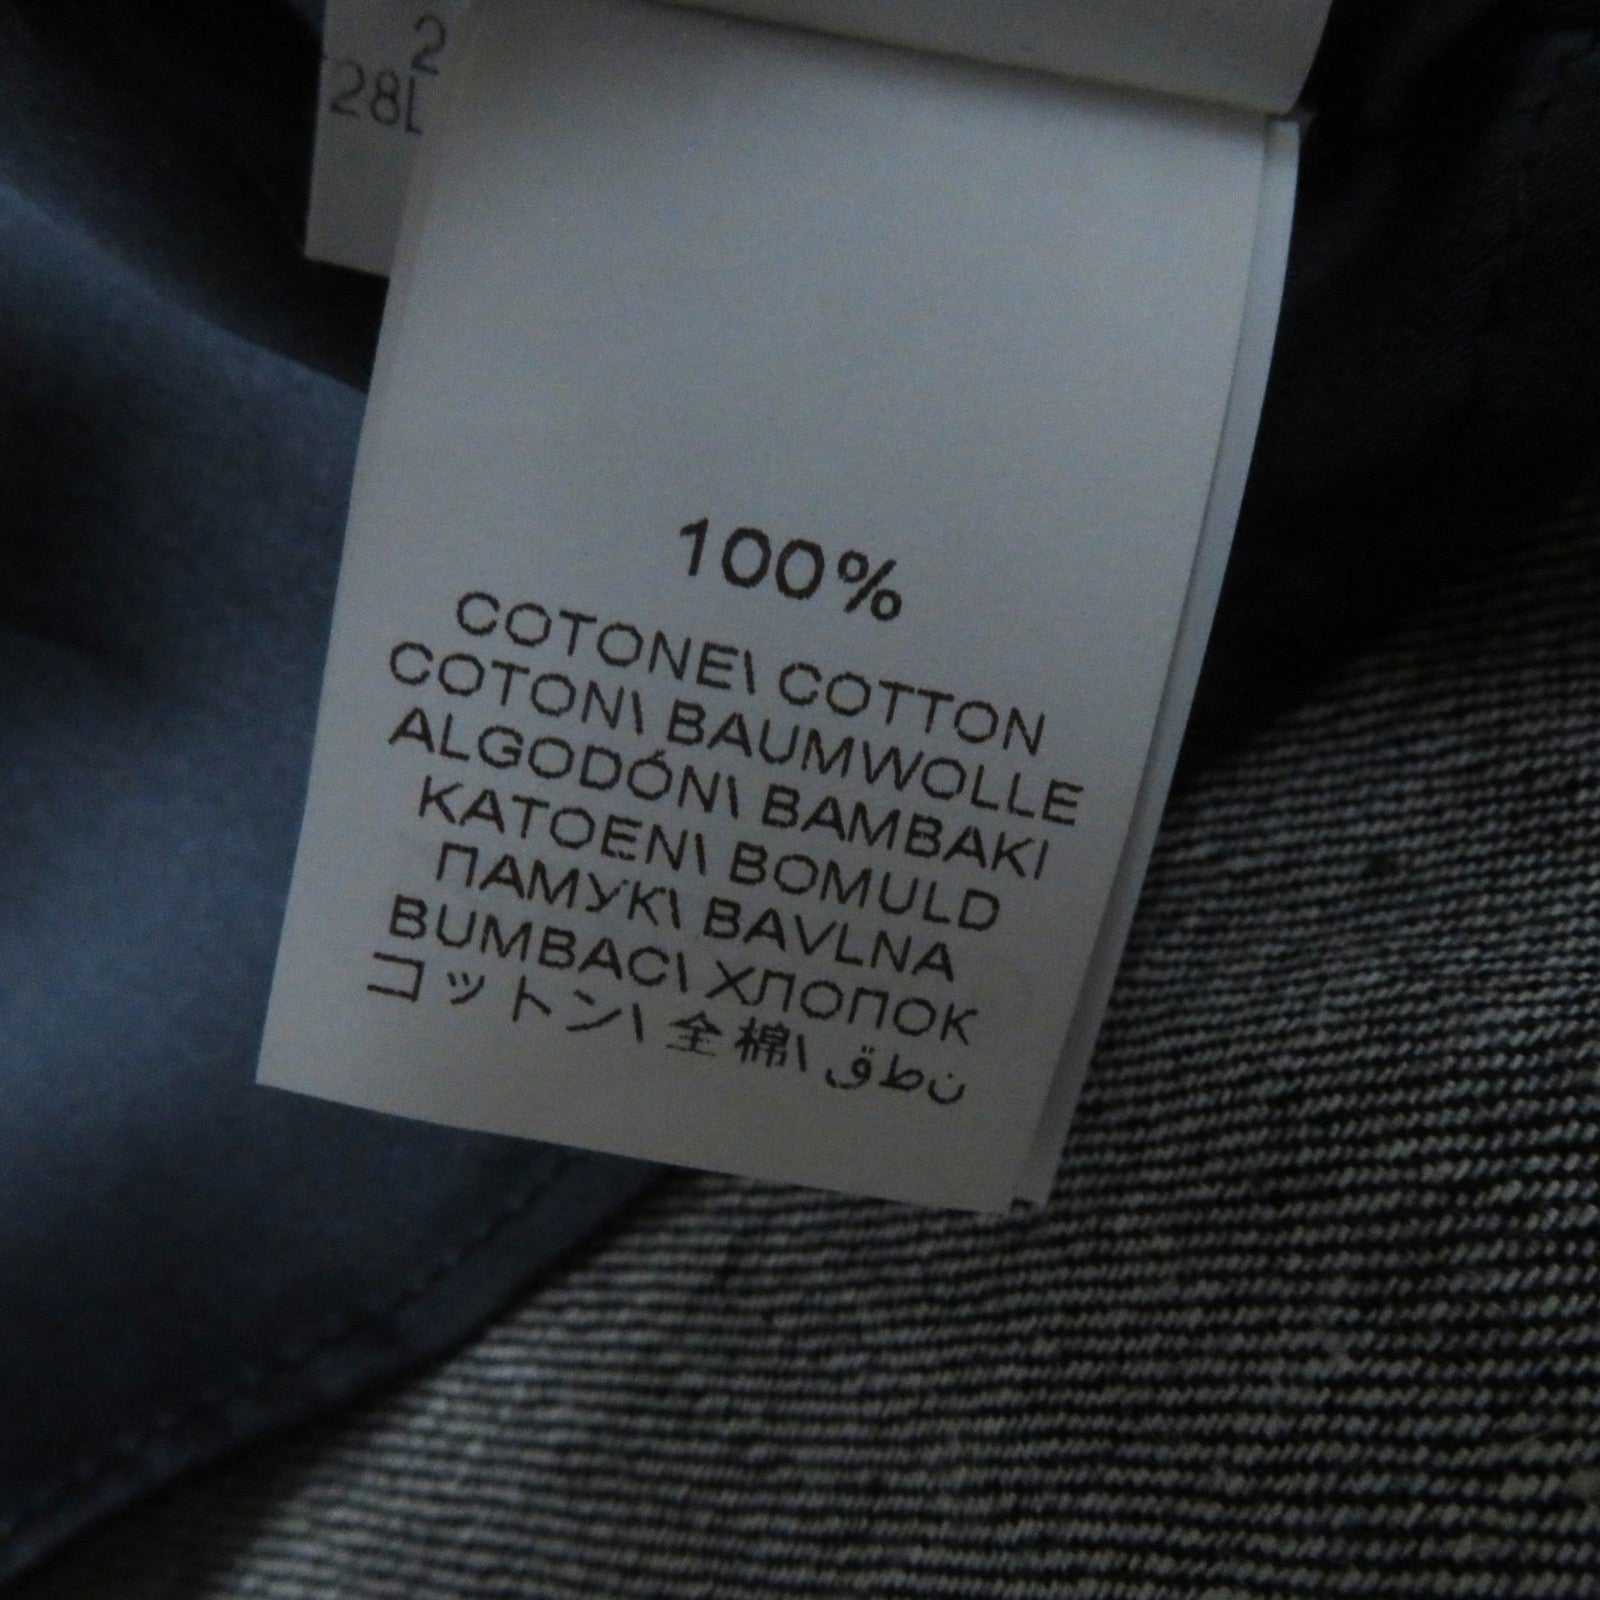 2
28L
100%
COTONE\ COTTON
COTON\ BAUMWOLLE
ALGODÓN\ BAMBAKI
KATOEN\ BOMULD
ПАМУК\ BAVLNA
BUMBAC\ ХЛОПОК
コットン\ 全棉\ قطن